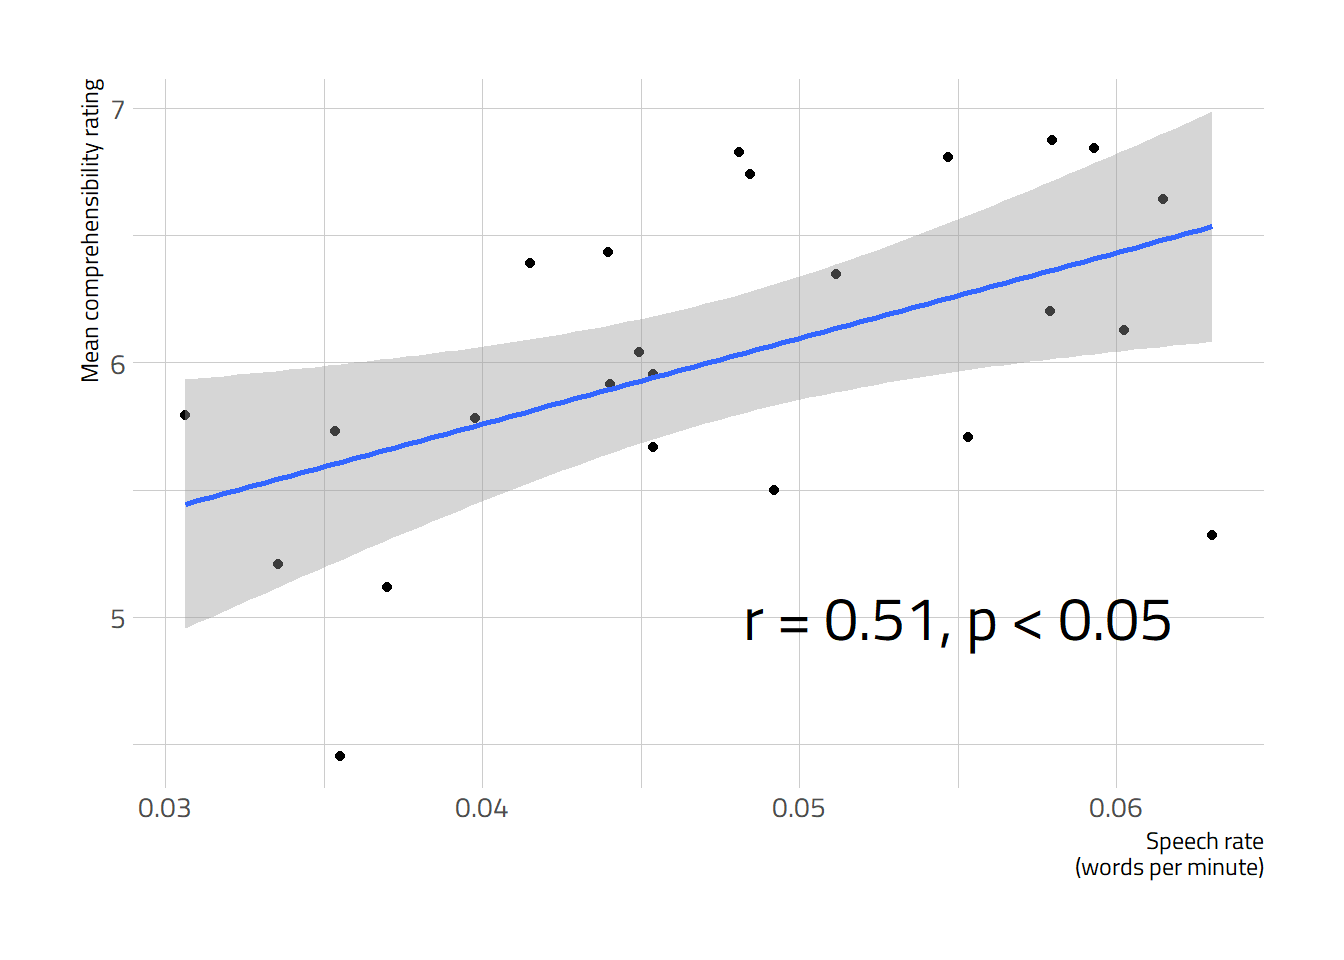 Mean comprehensibility rating
7
6
5
r = 0.51, p < 0.05
0.03 0.04 0.05 0.06
Speech rate
(words per minute)